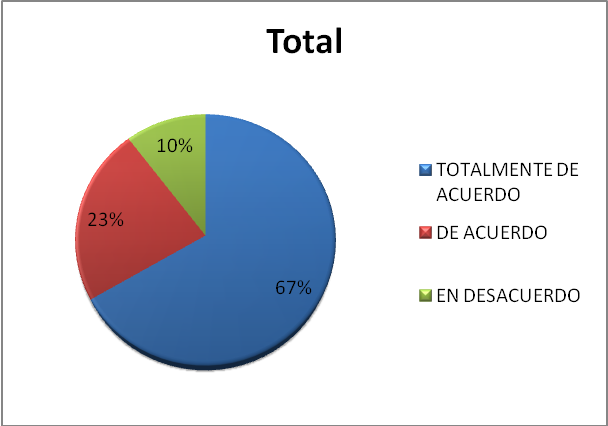 Total
10%
23%
67%
TOTALMENTE DE
ACUERDO
DE ACUERDO
EN DESACUERDO